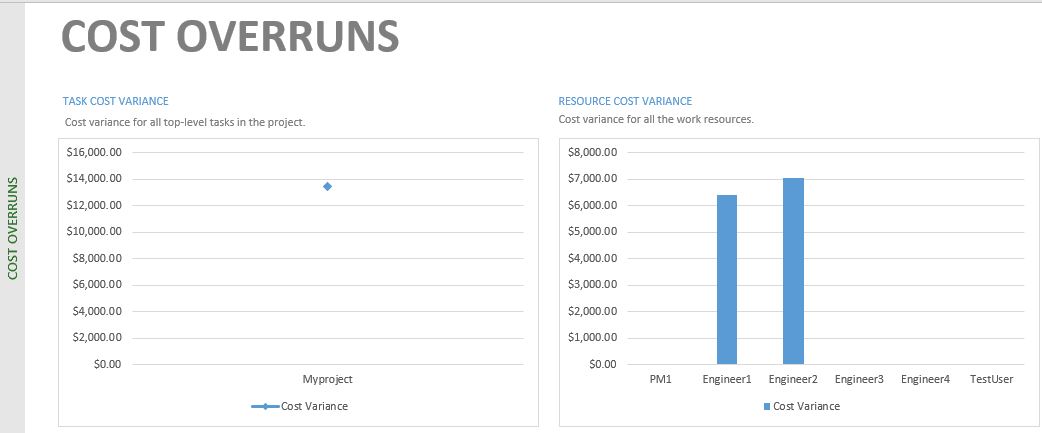 COST OVERRUNS
COST OVERRUNS
TASK COST VARIANCE
Cost variance for all top-level tasks in the project.
$16,000.00
$14,000.00
$12,000.00
$10,000.00
$8,000.00
$6,000.00
$4,000.00
$2,000.00
$0.00
Myproject
Cost Variance
RESOURCE COST VARIANCE
Cost variance for all the work resources.
$8,000.00
$7,000.00
$6,000.00
$5,000.00
$4,000.00
$3,000.00
$2,000.00
$1,000.00
$0.00
PM1 Engineer1 Engineer2 Engineer3 Engineer4 TestUser
Cost Variance